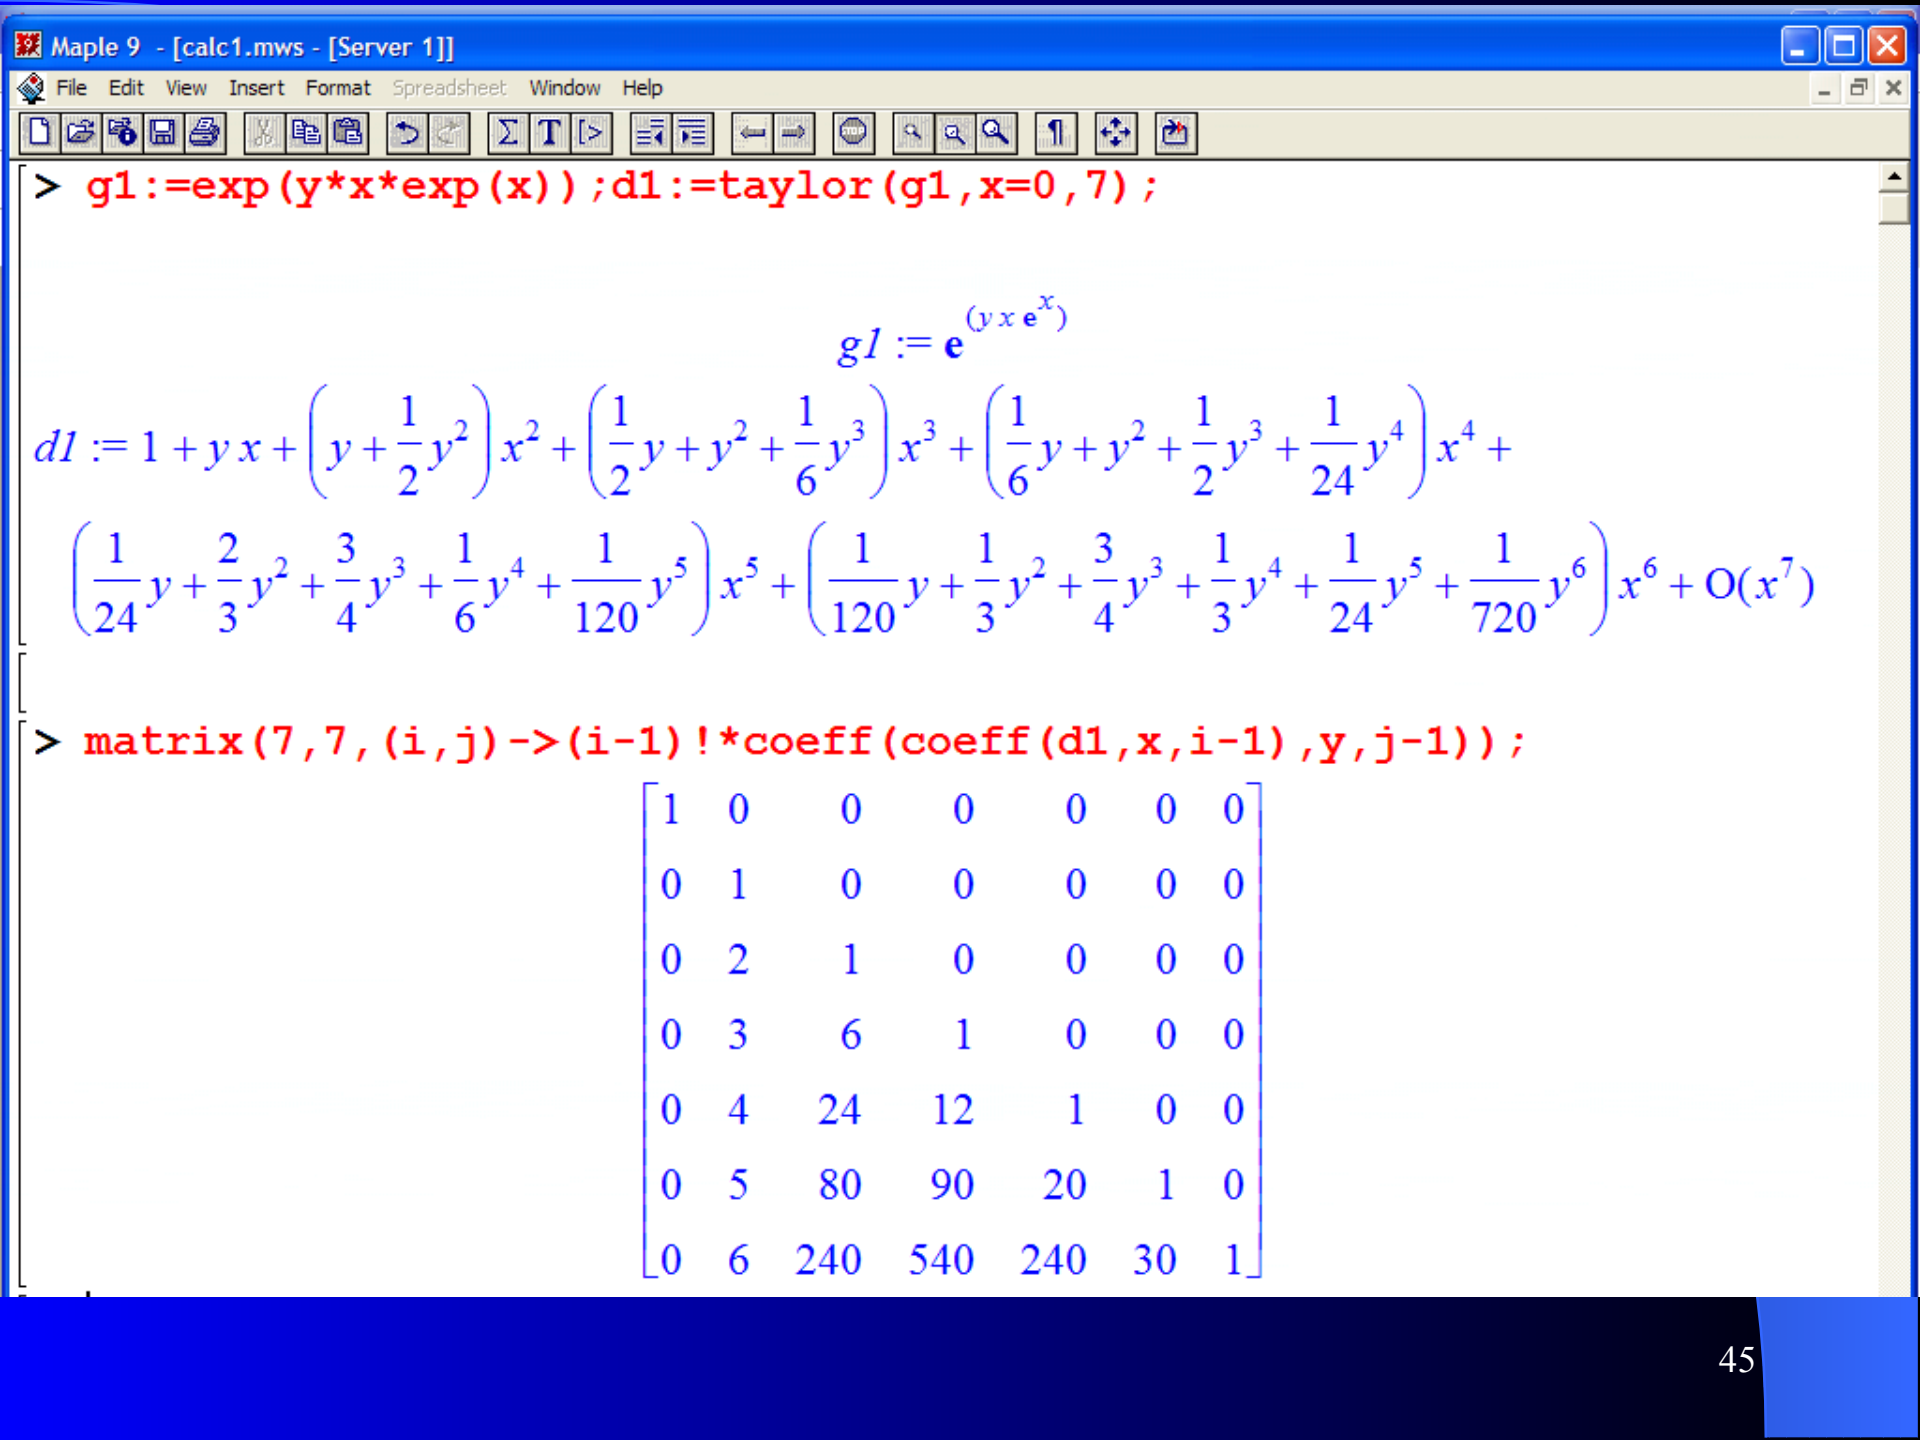 Maple 9 - [calc1.mws - [Server 1]]
File Edit View Insert Format Spreadsheet Window Help
> g1:=exp(y*x*exp(x));d1:=taylor(g1,x=0,7);
g1 := e^(y x e^x)
d1 := 1 + y x + (y + 1/2 y^2) x^2 + (1/2 y + y^2 + 1/6 y^3) x^3 + (1/6 y + y^2 + 1/2 y^3 + 1/24 y^4) x^4 +
(1/24 y + 2/3 y^2 + 3/4 y^3 + 1/6 y^4 + 1/120 y^5) x^5 + (1/120 y + 1/3 y^2 + 3/4 y^3 + 1/3 y^4 + 1/24 y^5 + 1/720 y^6) x^6 + O(x^7)
> matrix(7,7,(i,j)->(i-1)!*coeff(coeff(d1,x,i-1),y,j-1));
1 0 0 0 0 0 0
0 1 0 0 0 0 0
0 2 1 0 0 0 0
0 3 6 1 0 0 0
0 4 24 12 1 0 0
0 5 80 90 20 1 0
0 6 240 540 240 30 1
45